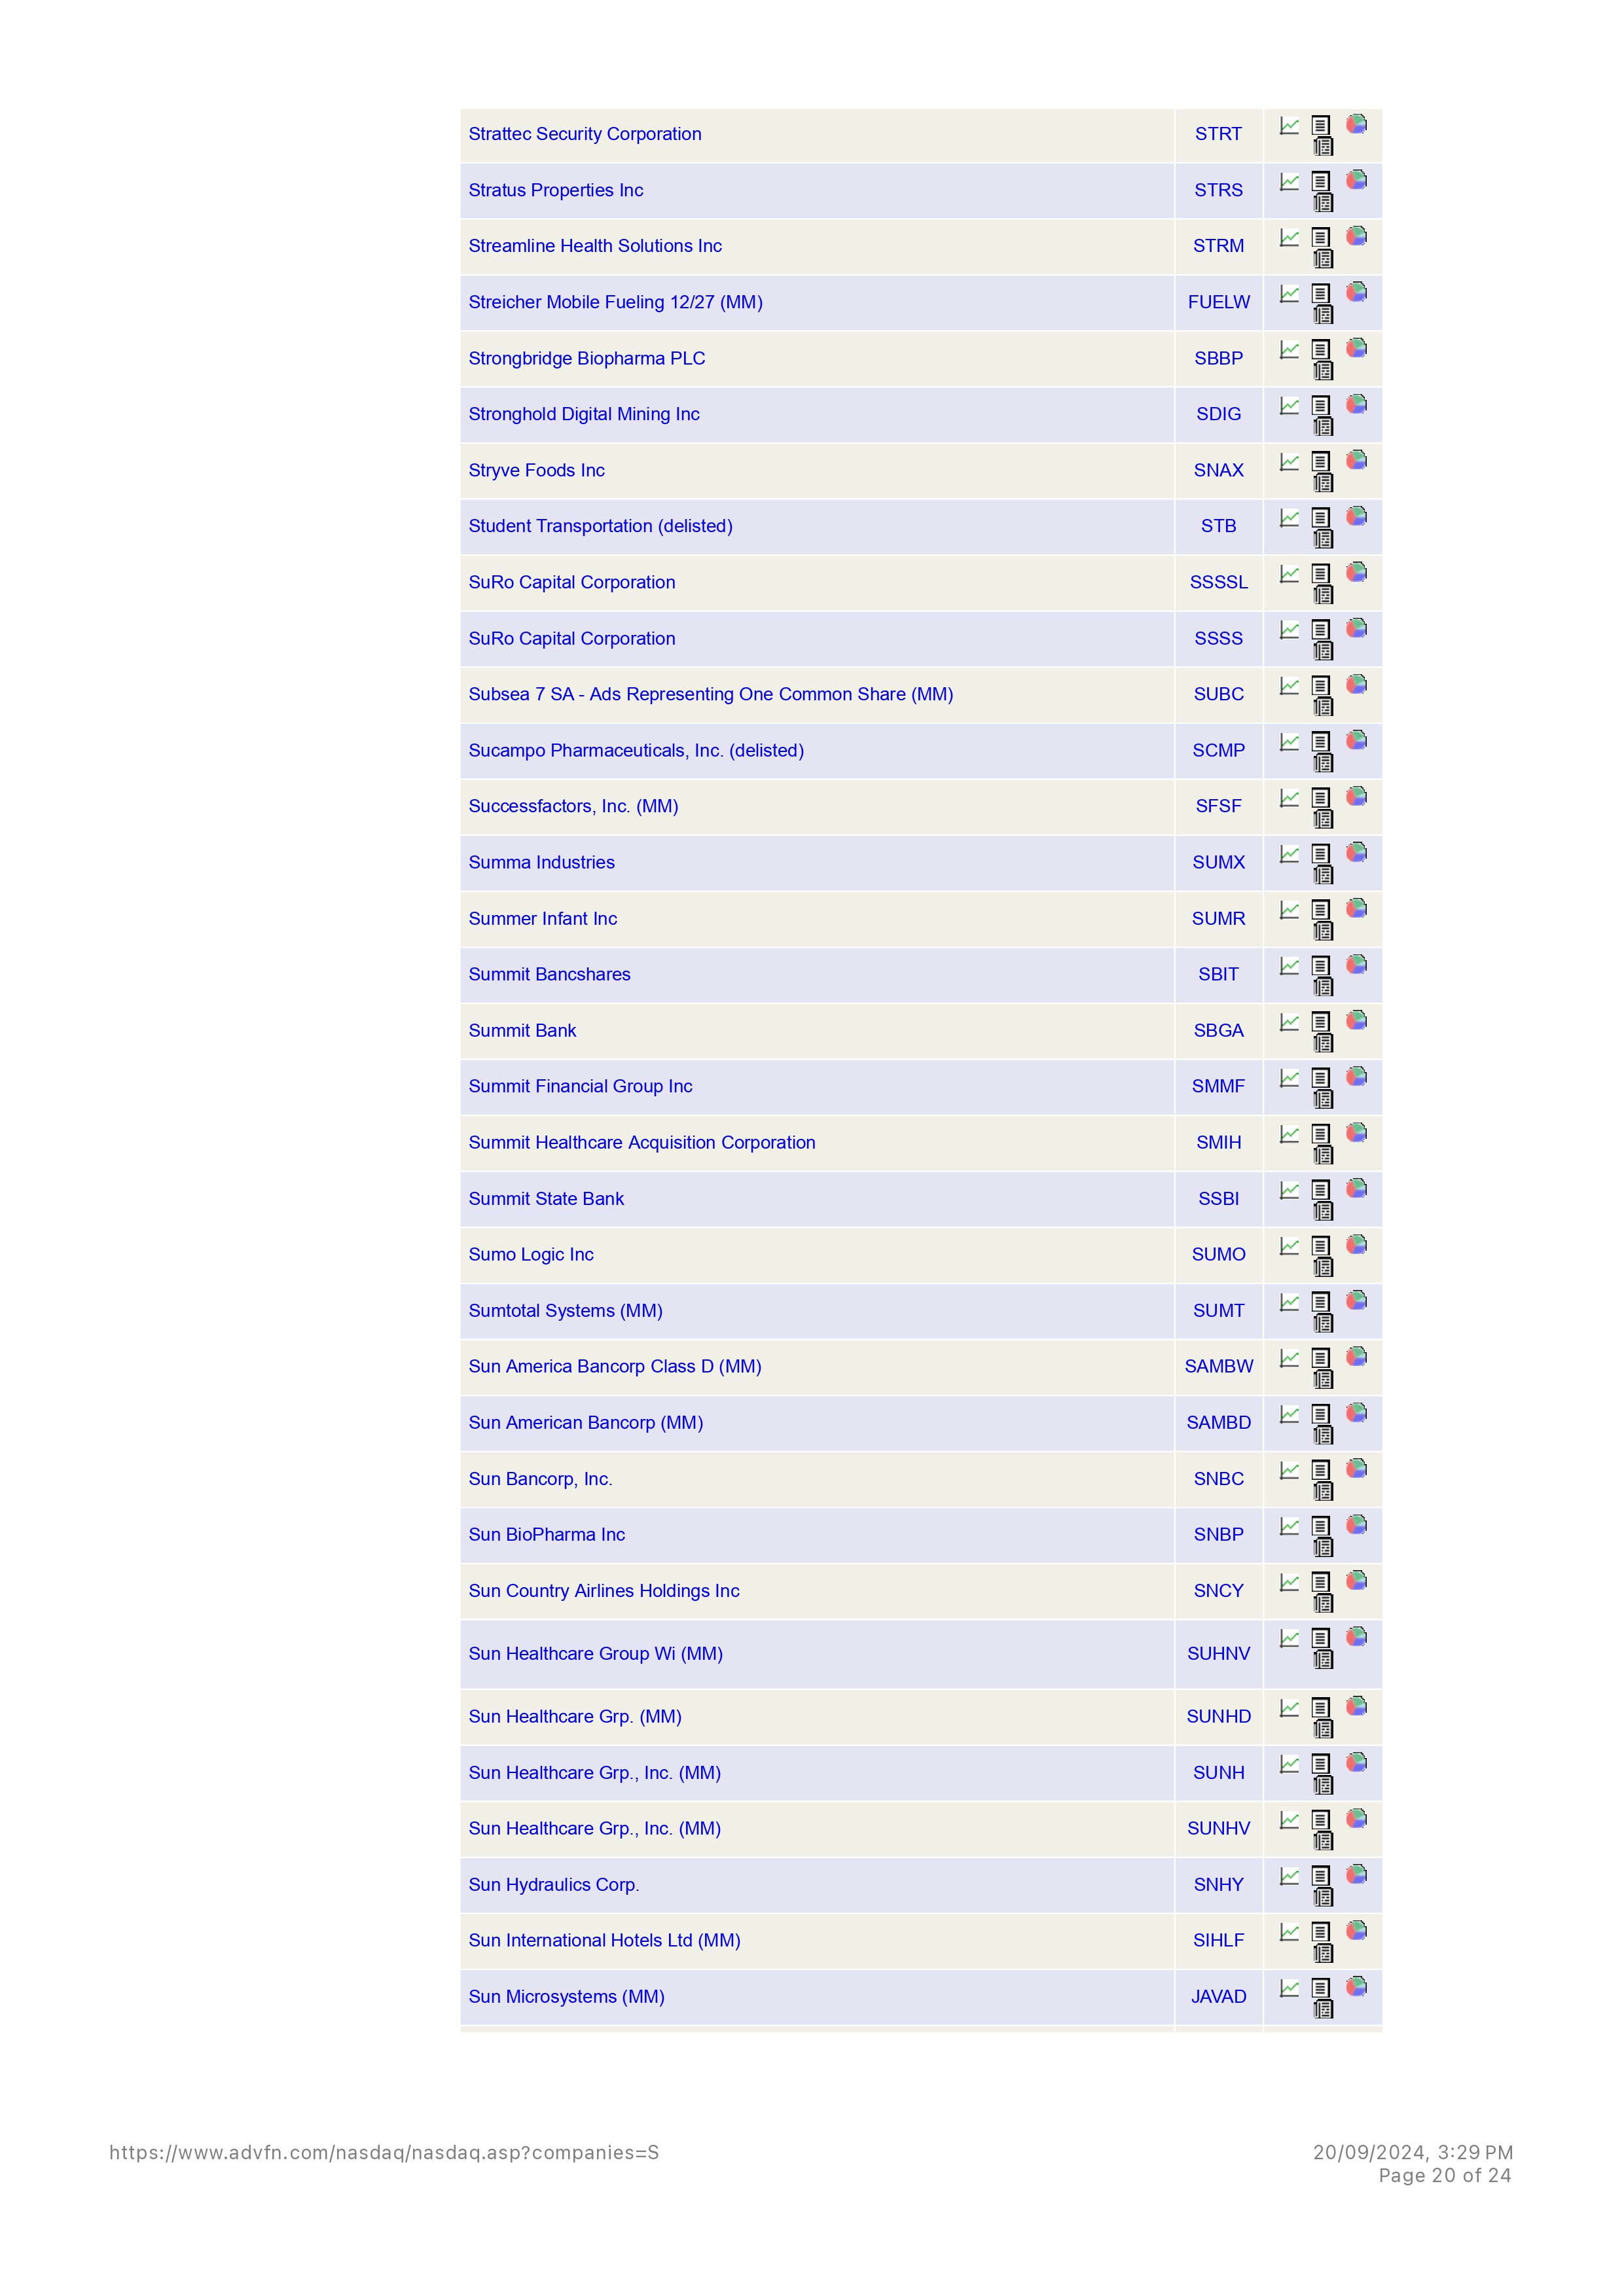 Strattec Security Corporation STRT
Stratus Properties Inc STRS
Streamline Health Solutions Inc STRM
Streicher Mobile Fueling 12/27 (MM) FUELW
Strongbridge Biopharma PLC SBBP
Stronghold Digital Mining Inc SDIG
Stryve Foods Inc SNAX
Student Transportation (delisted) STB
SuRo Capital Corporation SSSSL
SuRo Capital Corporation SSSS
Subsea 7 SA - Ads Representing One Common Share (MM) SUBC
Sucampo Pharmaceuticals, Inc. (delisted) SCMP
Successfactors, Inc. (MM) SFSF
Summa Industries SUMX
Summer Infant Inc SUMR
Summit Bancshares SBIT
Summit Bank SBGA
Summit Financial Group Inc SMMF
Summit Healthcare Acquisition Corporation SMIH
Summit State Bank SSBI
Sumo Logic Inc SUMO
Sumtotal Systems (MM) SUMT
Sun America Bancorp Class D (MM) SAMBW
Sun American Bancorp (MM) SAMBD
Sun Bancorp, Inc. SNBC
Sun BioPharma Inc SNBP
Sun Country Airlines Holdings Inc SNCY
Sun Healthcare Group Wi (MM) SUHNV
Sun Healthcare Grp. (MM) SUNHD
Sun Healthcare Grp., Inc. (MM) SUNH
Sun Healthcare Grp., Inc. (MM) SUNHV
Sun Hydraulics Corp. SNHY
Sun International Hotels Ltd (MM) SIHLF
Sun Microsystems (MM) JAVAD
https://www.advfn.com/nasdaq/nasdaq.asp?companies=S 20/09/2024, 3:29 PM
Page 20 of 24